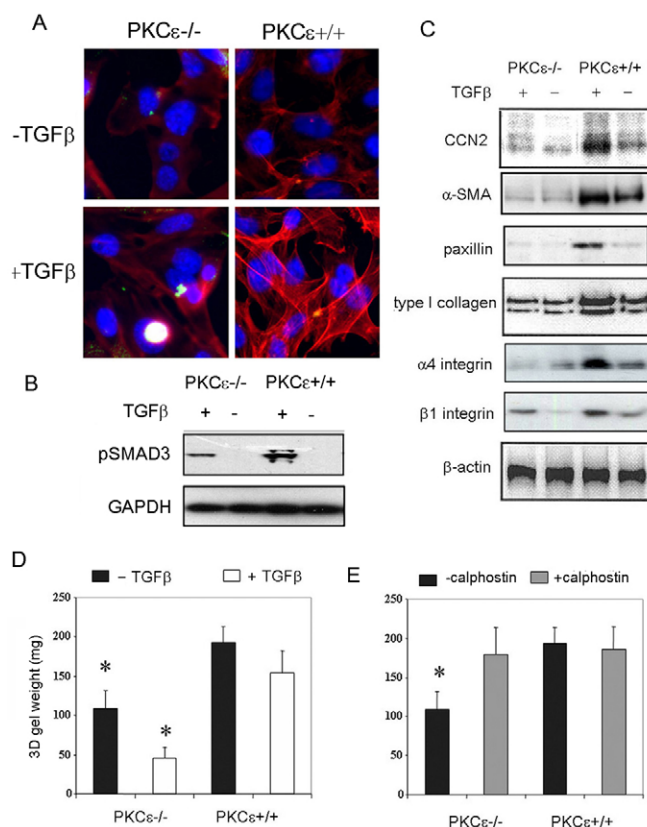 A
PKCε-/- PKCε+/+
-TGFβ
+TGFβ
B
PKCε-/- PKCε+/+
TGFβ + - + -
pSMAD3
GAPDH
C
PKCε-/- PKCε+/+
TGFβ + − + −
CCN2
α-SMA
paxillin
type I collagen
α4 integrin
β1 integrin
β-actin
D
− TGFβ + TGFβ
3D gel weight (mg)
250
200
150
100
50
0
* *
PKCε-/- PKCε+/+
E
-calphostin +calphostin
250
200
150
100
50
0
*
PKCε-/- PKCε+/+